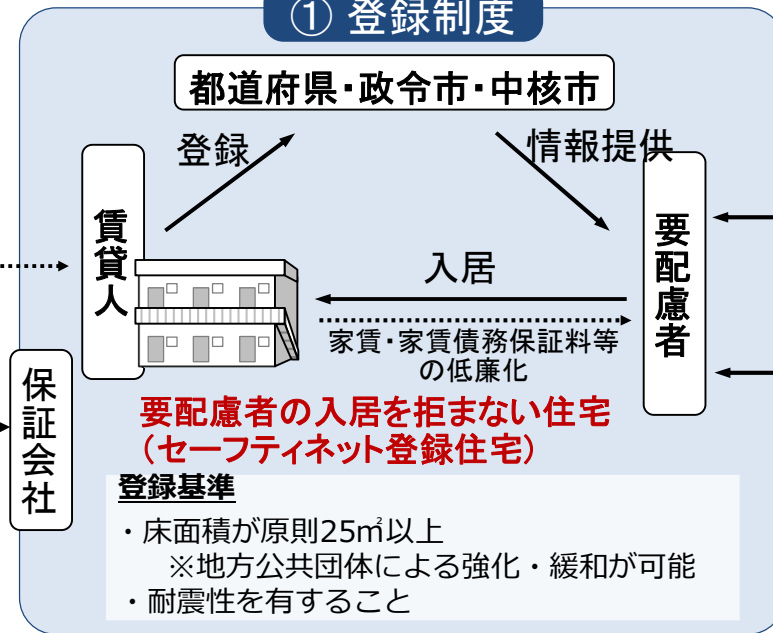 ① 登録制度
都道府県・政令市・中核市
登録
情報提供
賃貸人
要配慮者
入居
家賃・家賃債務保証料等
の低廉化
保証会社
要配慮者の入居を拒まない住宅
（セーフティネット登録住宅）
登録基準
・床面積が原則25㎡以上
※地方公共団体による強化・緩和が可能
・耐震性を有すること